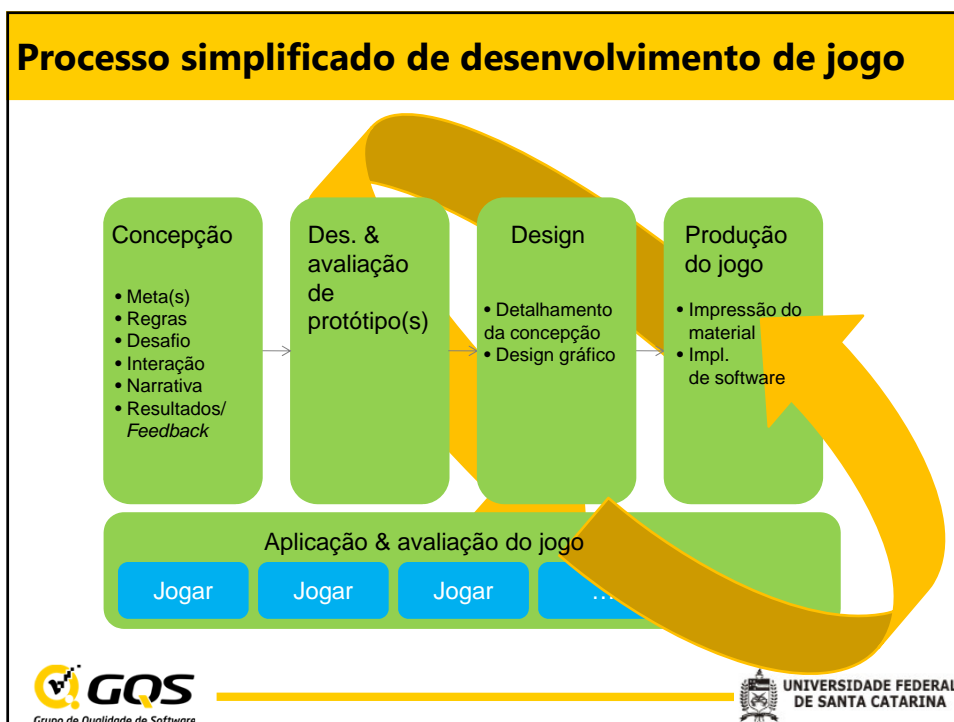 Processo simplificado de desenvolvimento de jogo
Concepção
• Meta(s)
• Regras
• Desafio
• Interação
• Narrativa
• Resultados/
Feedback
Des. &
avaliação
de
protótipo(s)
Design
• Detalhamento
da concepção
• Design gráfico
Produção
do jogo
• Impressão do
material
• Impl.
de software
Aplicação & avaliação do jogo
Jogar
Jogar
Jogar
...
GQS
Grupo de Qualidade de Software
UNIVERSIDADE FEDERAL
DE SANTA CATARINA